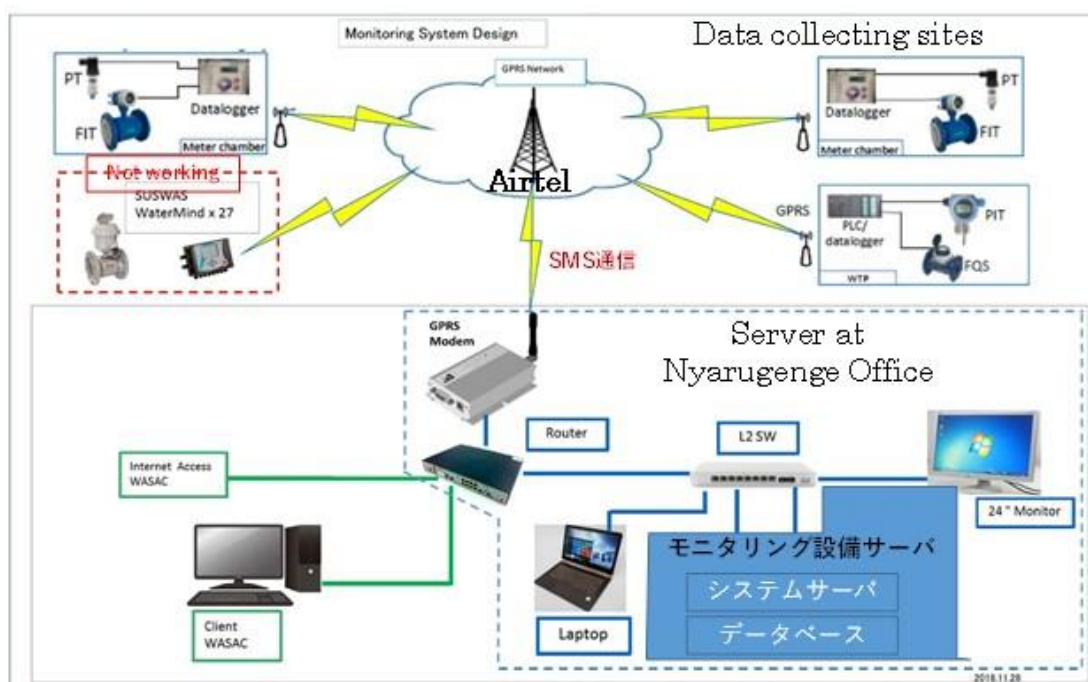 Monitoring System Design
Data collecting sites
GPRS Network
PT
Datalogger
FIT
Meter chamber
Datalogger
PT
FIT
Meter chamber
Not working
SUSWAS
WaterMind x 27
Airtel
GPRS
PLC/
datalogger
PIT
FQS
WTP
SMS通信
GPRS
Modem
Server at
Nyarugenge Office
Router
L2 SW
Internet Access
WASAC
24 " Monitor
モニタリング設備サーバ
システムサーバ
データベース
Laptop
Client
WASAC
2018.11.28